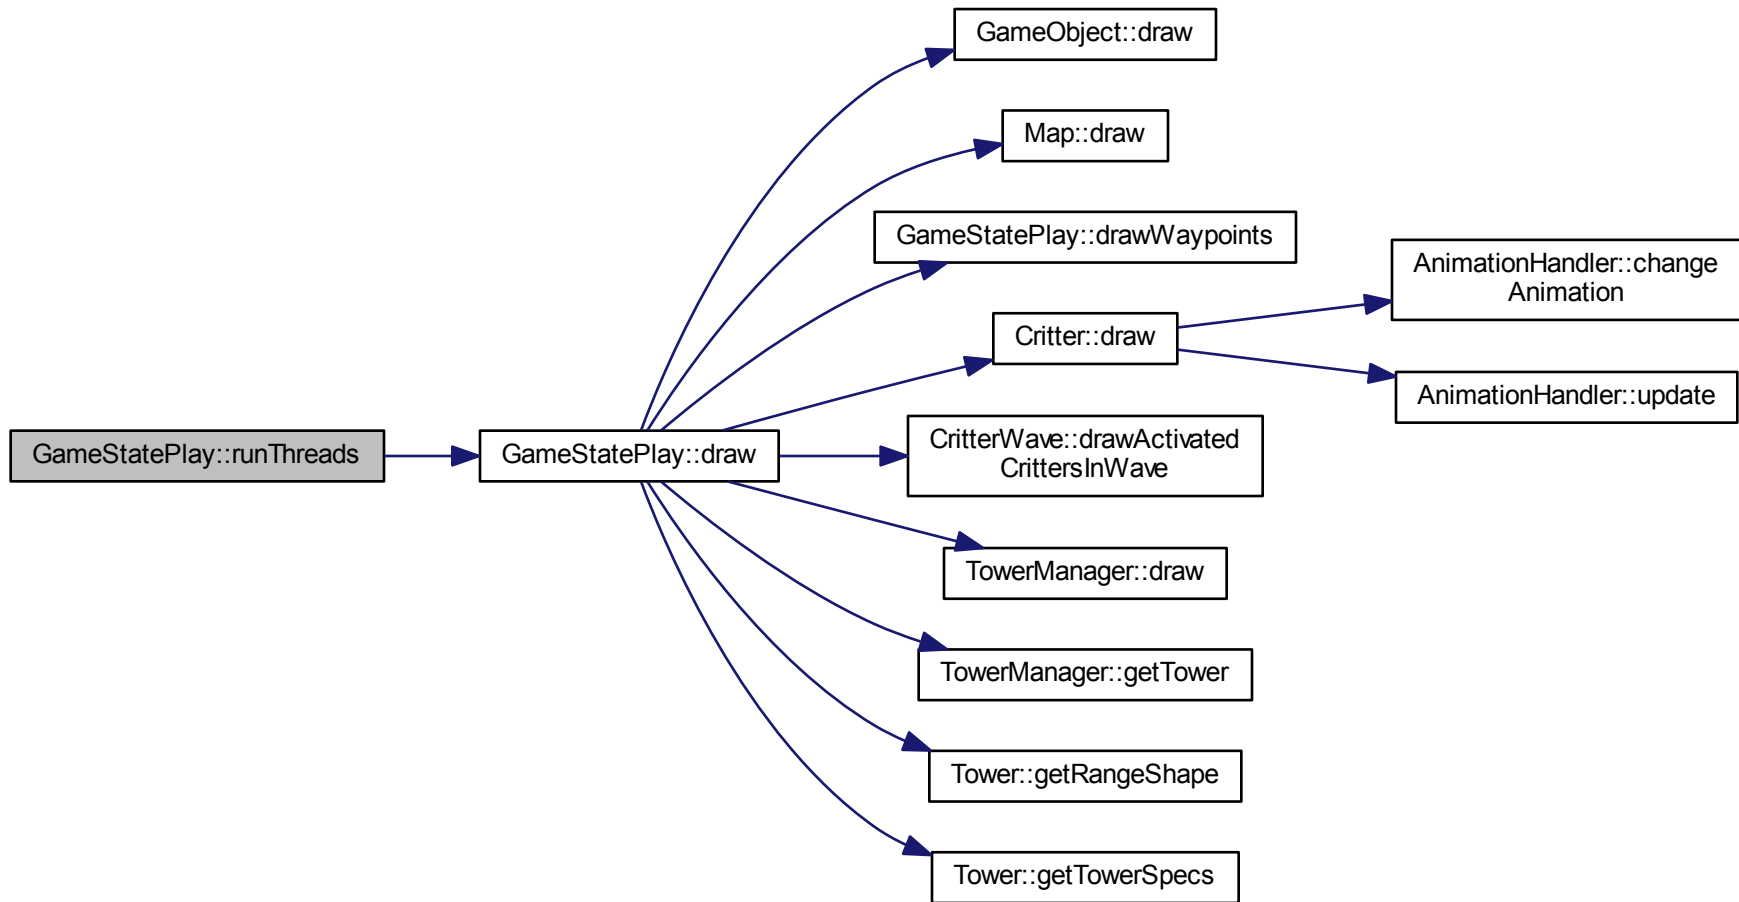 GameObject::draw
Map::draw
GameStatePlay::drawWaypoints
AnimationHandler::change
Animation
Critter::draw
AnimationHandler::update
GameStatePlay::runThreads
GameStatePlay::draw
CritterWave::drawActivated
CrittersInWave
TowerManager::draw
TowerManager::getTower
Tower::getRangeShape
Tower::getTowerSpecs